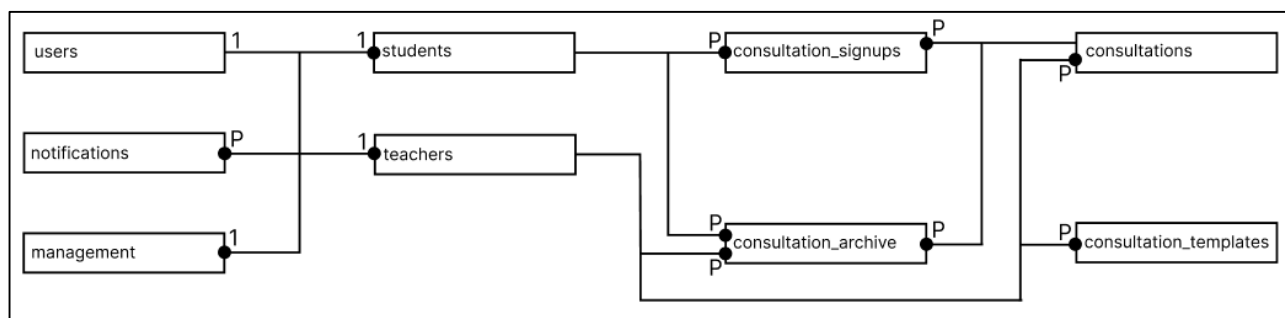 users
1
1
students
P
consultation_signups
P
consultations
P
notifications
P
1
teachers
management
1
P
consultation_archive
P
P
P
consultation_templates